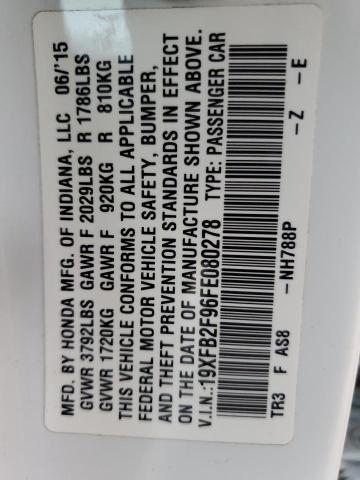 MFD. BY HONDA MFG. OF INDIANA, LLC 06/'15
GVWR 3792LBS GAWR F 2029LBS R 1786LBS
GVWR 1720KG GAWR F 920KG R 810KG
THIS VEHICLE CONFORMS TO ALL APPLICABLE
FEDERAL MOTOR VEHICLE SAFETY, BUMPER,
AND THEFT PREVENTION STANDARDS IN EFFECT
ON THE DATE OF MANUFACTURE SHOWN ABOVE.
V.I.N.:19XFB2F96FE080278 TYPE: PASSENGER CAR
TR3 F AS8 -NH788P -Z -E